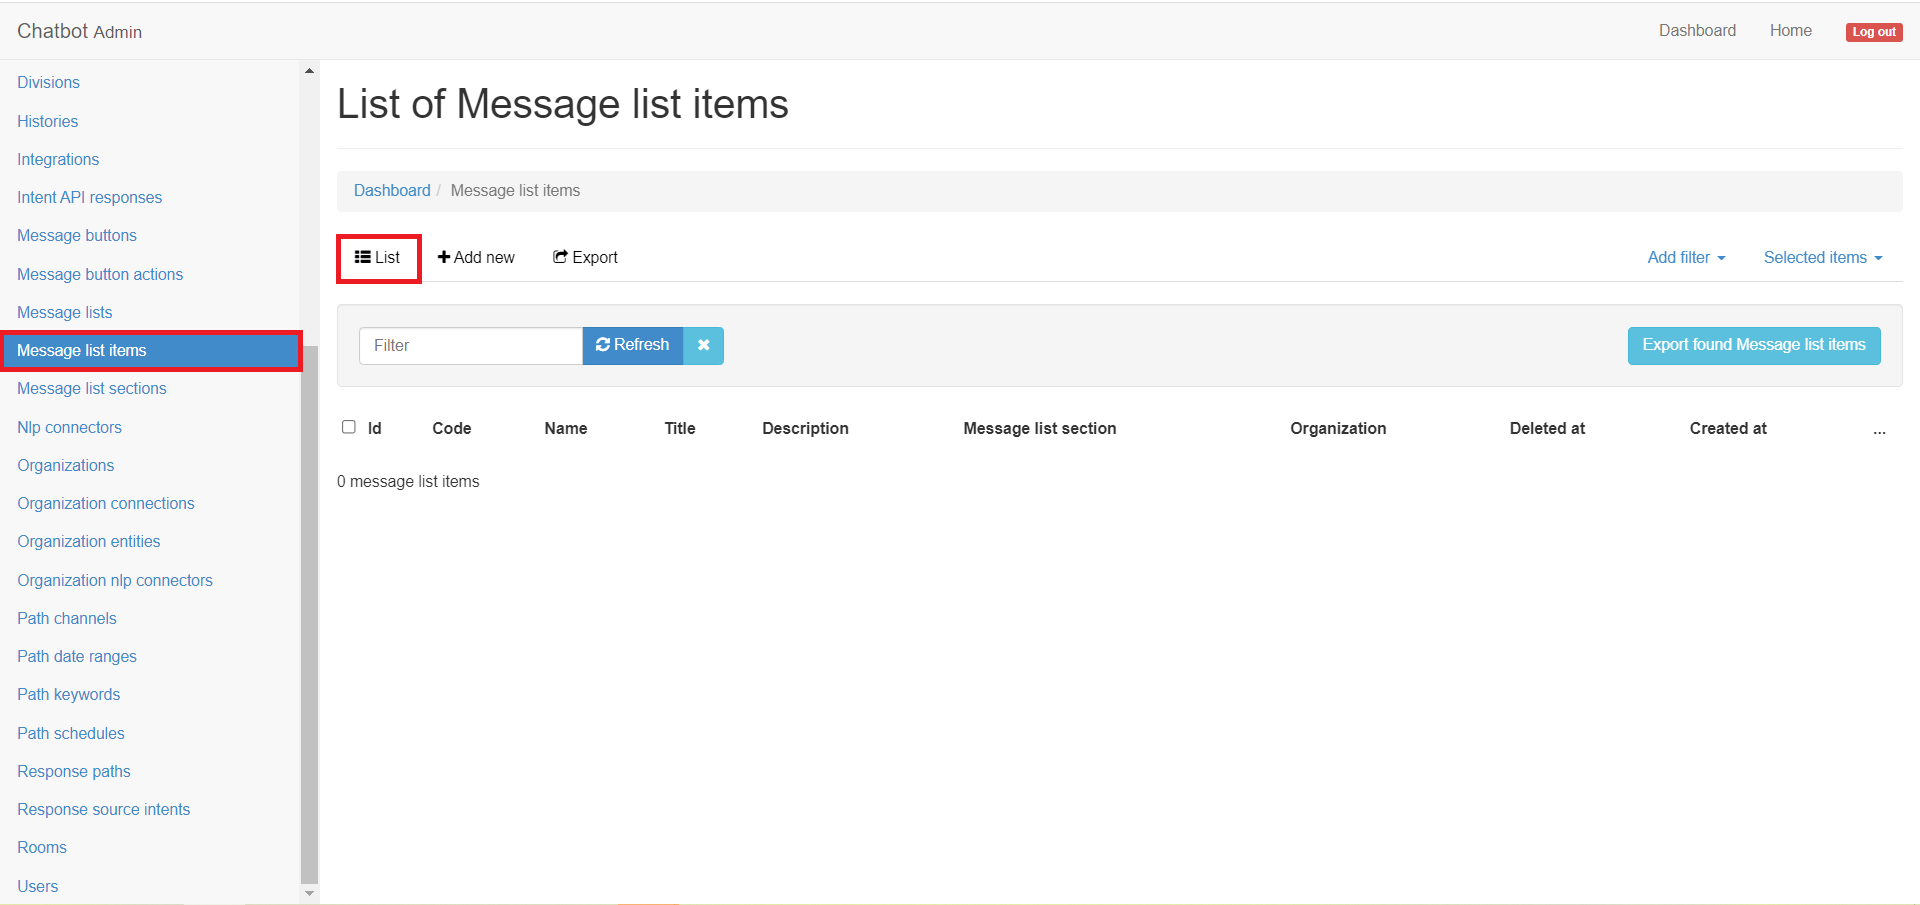 Chatbot Admin
Dashboard Home Log out
Divisions
Histories
Integrations
Intent API responses
Message buttons
Message button actions
Message lists
Message list items
Message list sections
Nlp connectors
Organizations
Organization connections
Organization entities
Organization nlp connectors
Path channels
Path date ranges
Path keywords
Path schedules
Response paths
Response source intents
Rooms
Users
List of Message list items
Dashboard / Message list items
List Add new Export Add filter Selected items
Filter Refresh Export found Message list items
Id Code Name Title Description Message list section Organization Deleted at Created at ...
0 message list items